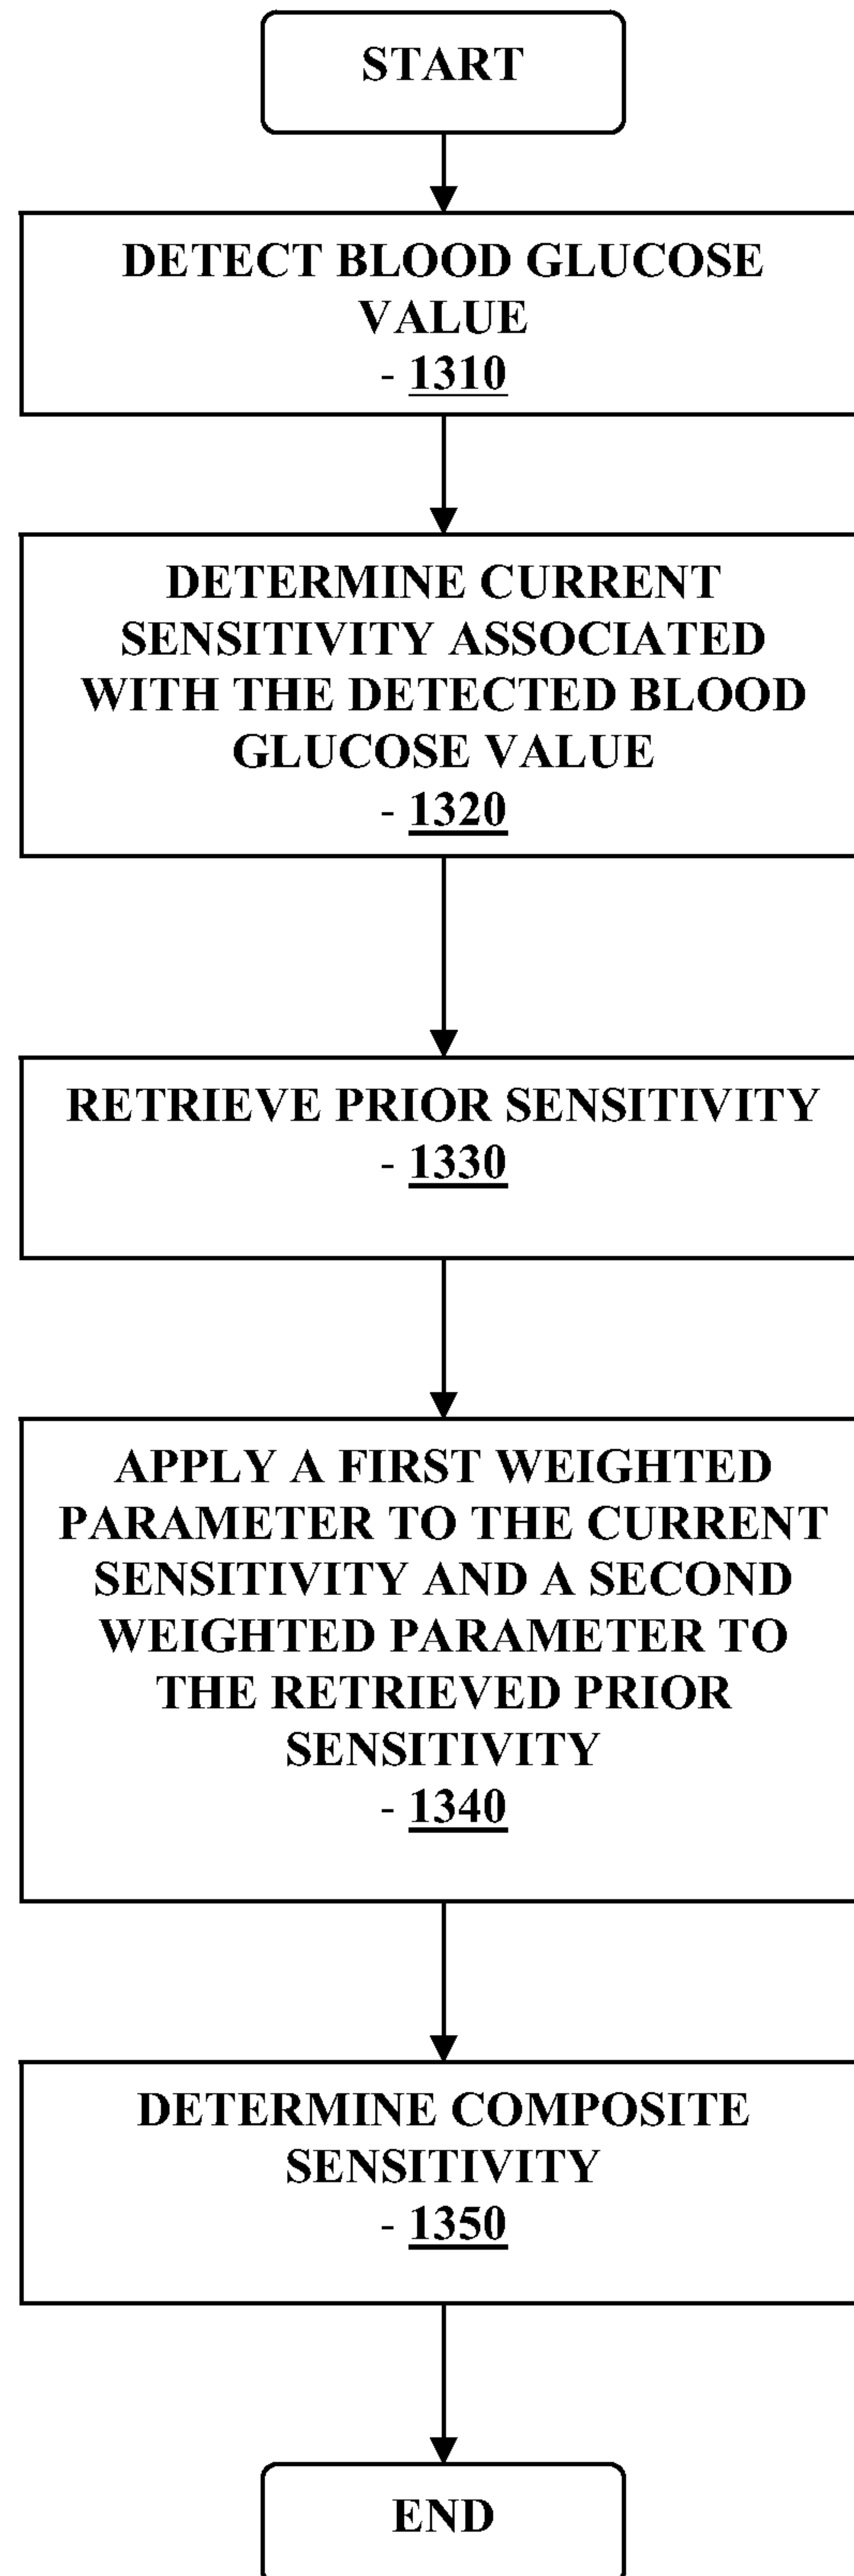 START
DETECT BLOOD GLUCOSE
VALUE
- 1310
DETERMINE CURRENT
SENSITIVITY ASSOCIATED
WITH THE DETECTED BLOOD
GLUCOSE VALUE
- 1320
RETRIEVE PRIOR SENSITIVITY
- 1330
APPLY A FIRST WEIGHTED
PARAMETER TO THE CURRENT
SENSITIVITY AND A SECOND
WEIGHTED PARAMETER TO
THE RETRIEVED PRIOR
SENSITIVITY
- 1340
DETERMINE COMPOSITE
SENSITIVITY
- 1350
END